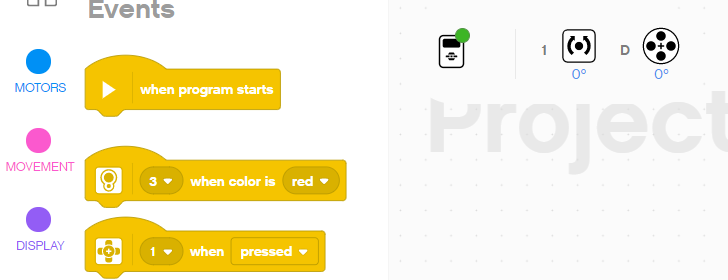 Events
MOTORS
when program starts
MOVEMENT
3 when color is red
DISPLAY
1 when pressed
1 0° D 0°
Project